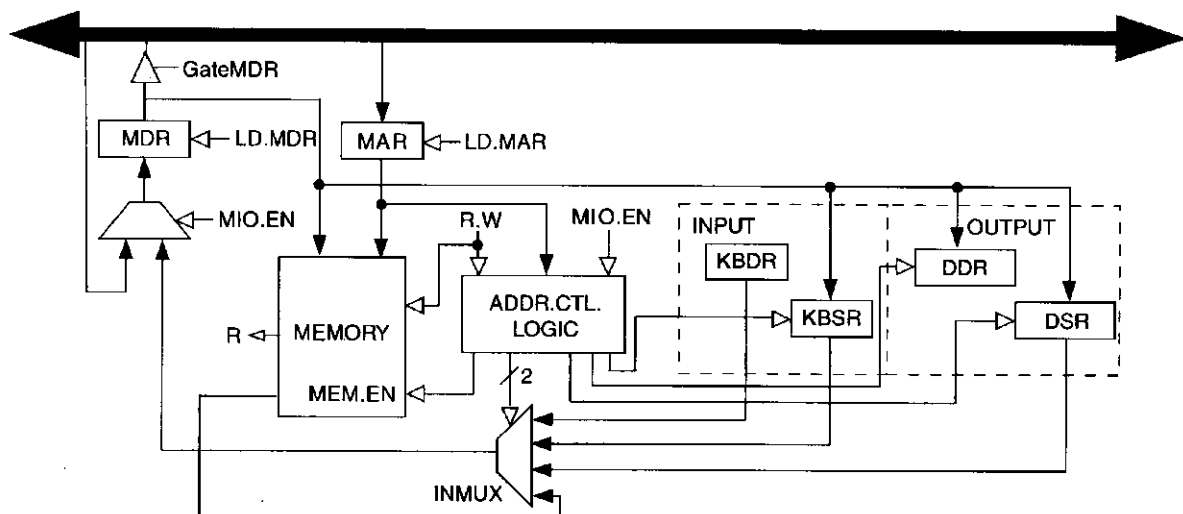 GateMDR
MDR
LD.MDR
MAR
LD.MAR
MIO.EN
R.W
MIO.EN
INPUT
OUTPUT
KBDR
DDR
ADDR.CTL.
LOGIC
KBSR
DSR
R
MEMORY
MEM.EN
2
INMUX